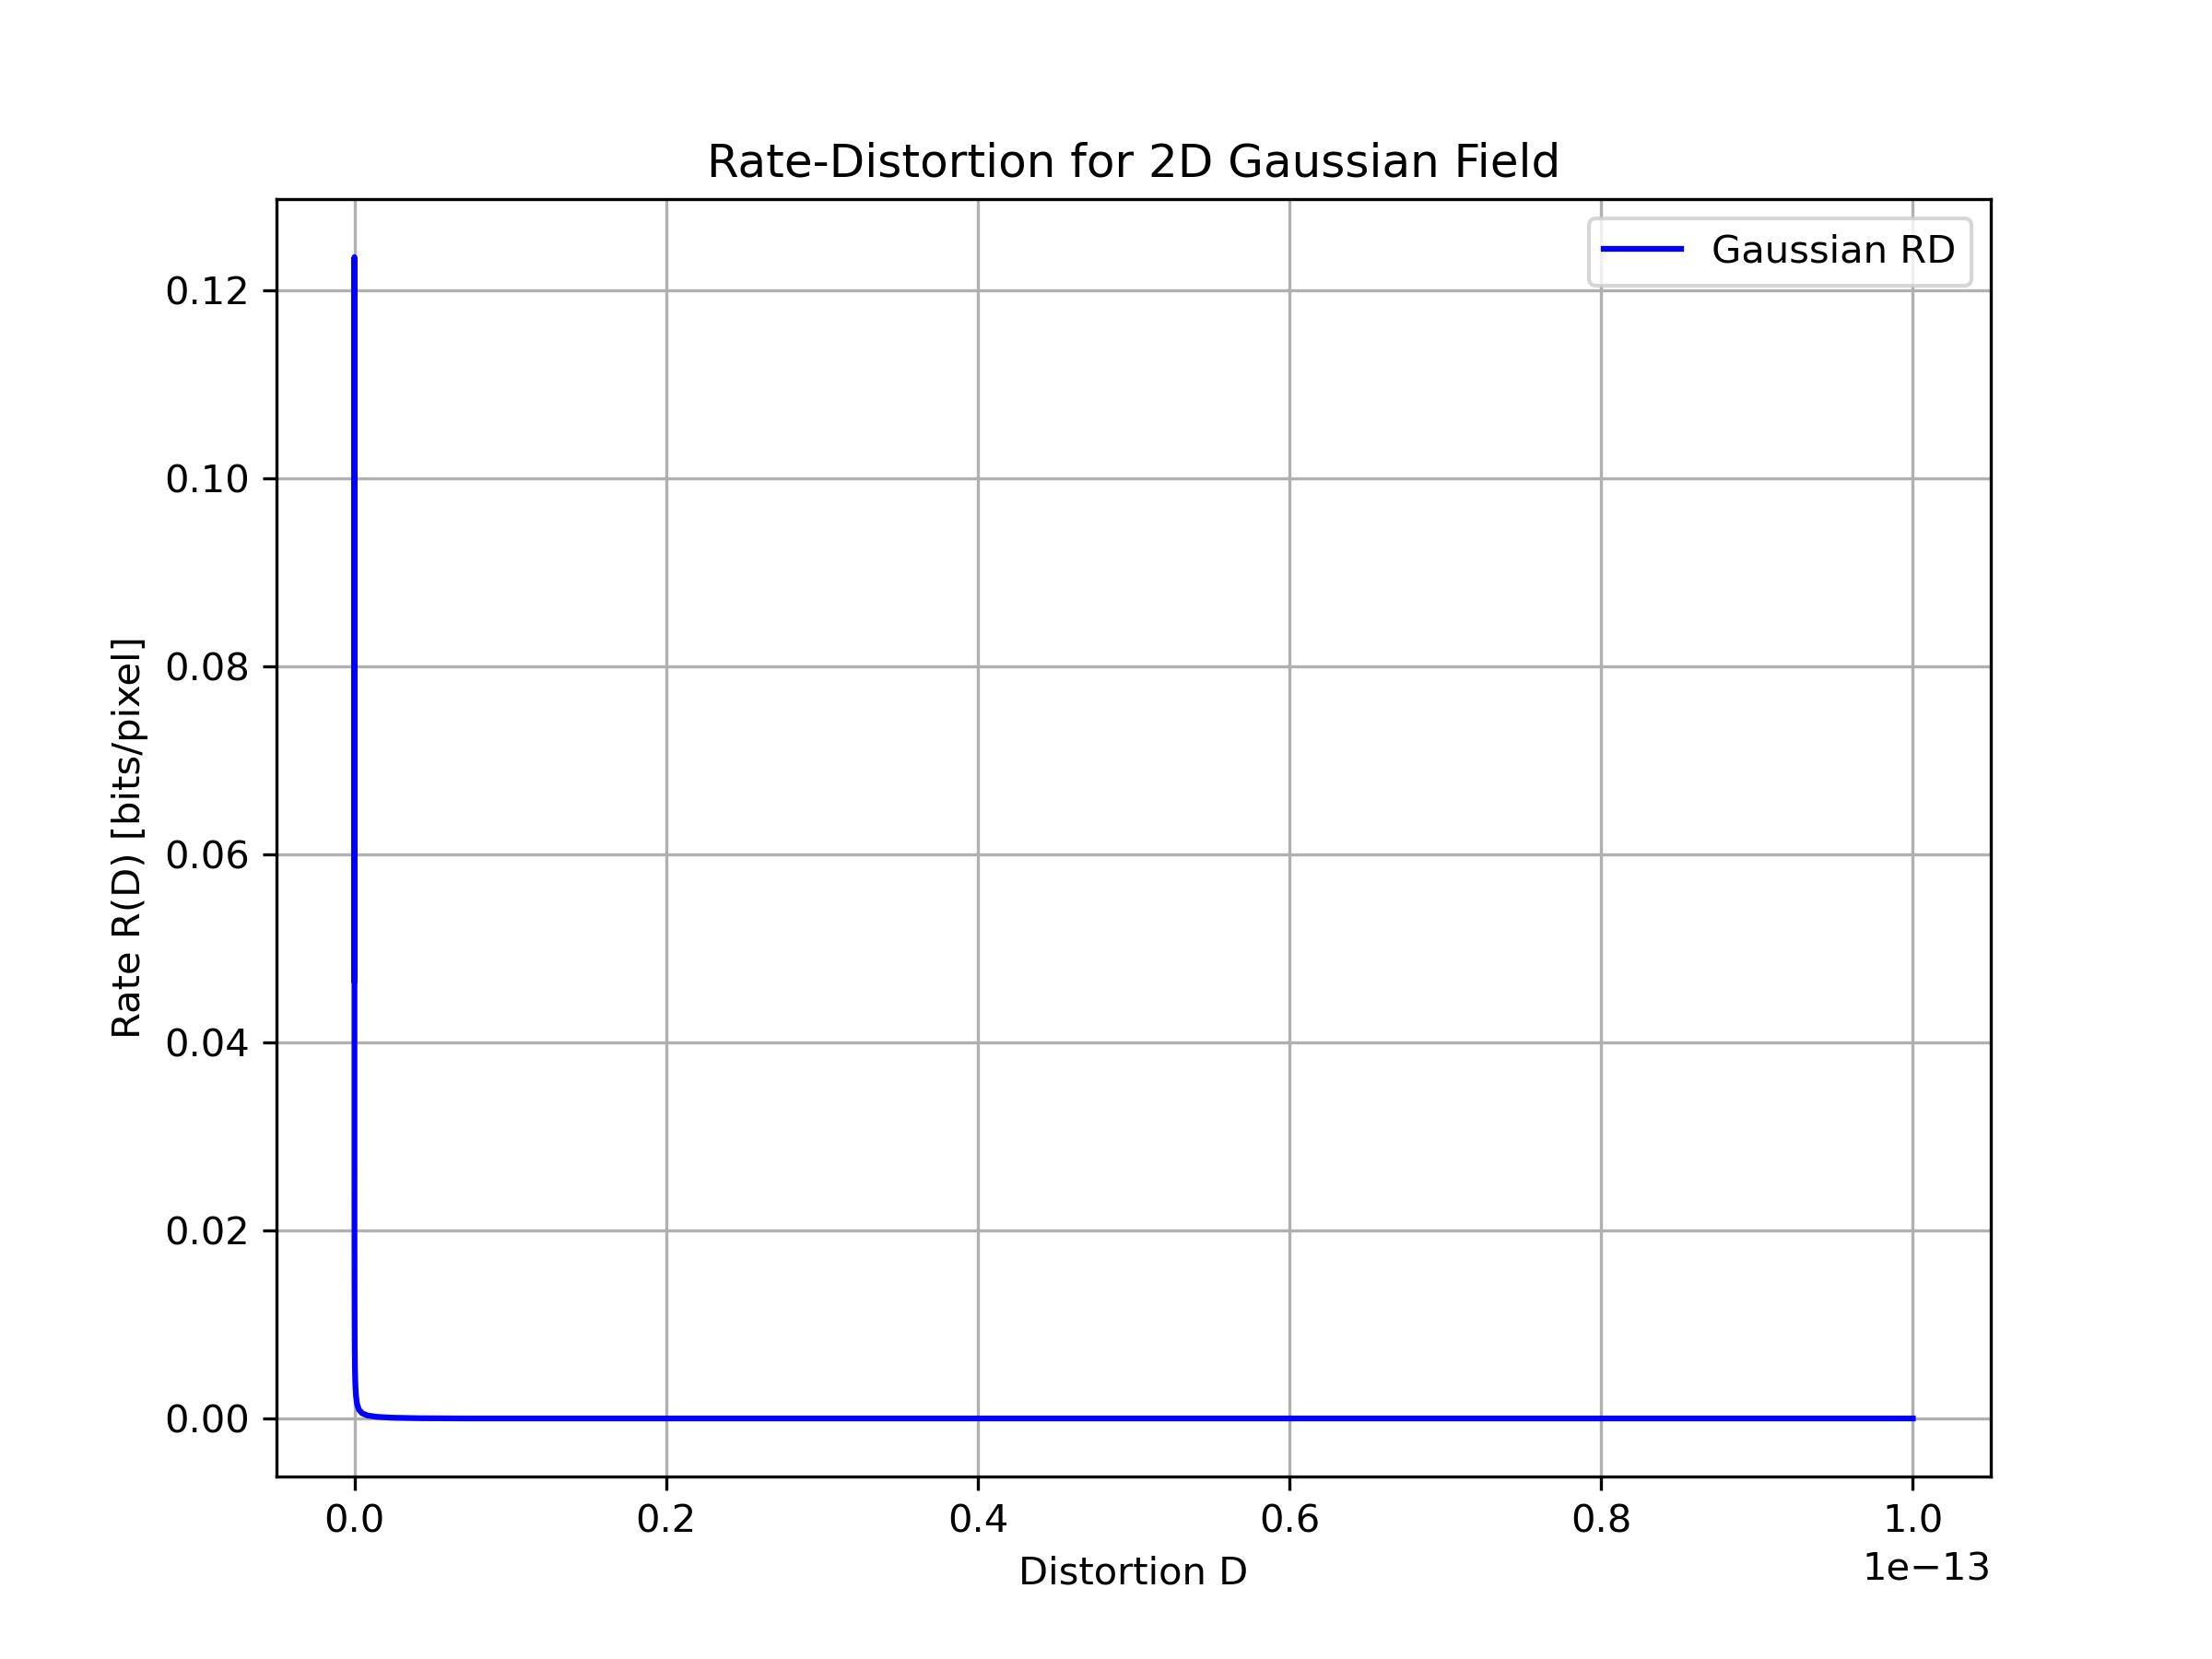 Rate-Distortion for 2D Gaussian Field
Gaussian RD
0.12
0.10
0.08
0.06
0.04
0.02
0.00
Rate R(D) [bits/pixel]
0.0 0.2 0.4 0.6 0.8 1.0
1e−13
Distortion D